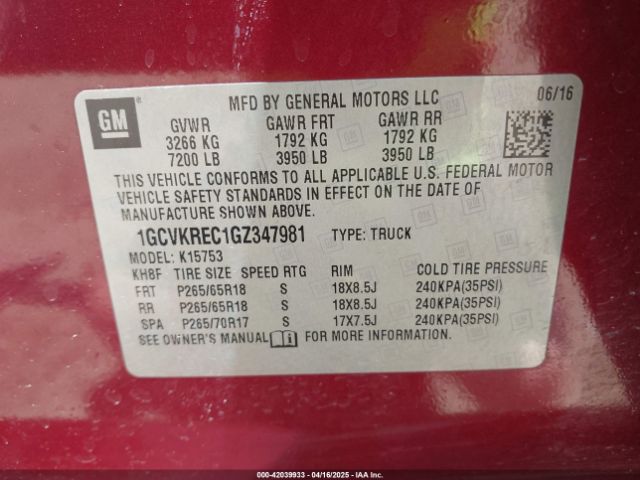 GM
MFD BY GENERAL MOTORS LLC 06/16
GVWR GAWR FRT GAWR RR
3266 KG 1792 KG 1792 KG
7200 LB 3950 LB 3950 LB
THIS VEHICLE CONFORMS TO ALL APPLICABLE U.S. FEDERAL MOTOR
VEHICLE SAFETY STANDARDS IN EFFECT ON THE DATE OF
MANUFACTURE SHOWN ABOVE.
1GCVKREC1GZ347981 TYPE: TRUCK
MODEL: K15753
KH8F TIRE SIZE SPEED RTG RIM COLD TIRE PRESSURE
FRT P265/65R18 S 18X8.5J 240KPA(35PSI)
RR P265/65R18 S 18X8.5J 240KPA(35PSI)
SPA P265/70R17 S 17X7.5J 240KPA(35PSI)
SEE OWNER'S MANUAL FOR MORE INFORMATION.
000-42039933 - 04/16/2025 - IAA, Inc.